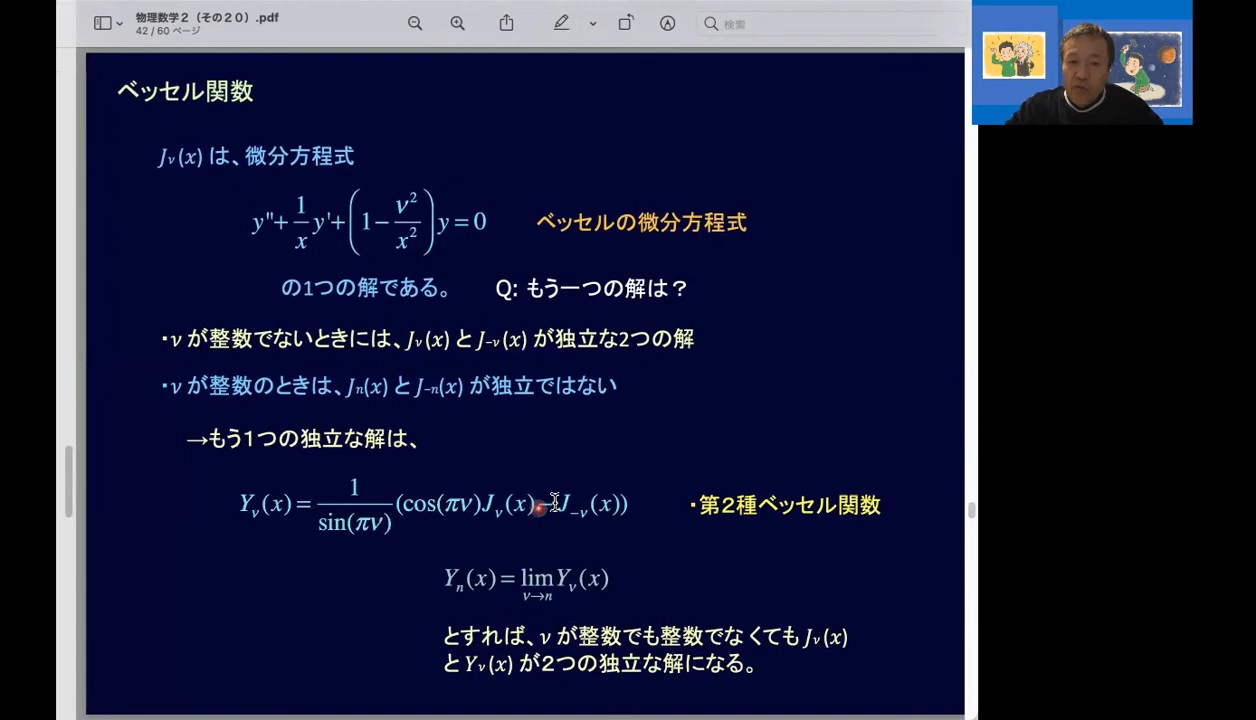 物理数学２（その２０）.pdf
42 / 60 ページ
検索
ベッセル関数
Jν(x) は、微分方程式
y''+ 1/x y'+ (1− ν²/x²) y = 0
ベッセルの微分方程式
の1つの解である。
Q: もう一つの解は？
・ν が整数でないときには、Jν(x) と J−ν(x) が独立な2つの解
・ν が整数のときは、Jn(x) と J−n(x) が独立ではない
→もう１つの独立な解は、
Yν(x) = 1/sin(πν) (cos(πν)Jν(x) − J−ν(x))
・第２種ベッセル関数
Yn(x) = lim ν→n Yν(x)
とすれば、ν が整数でも整数でなくても Jν(x)
と Yν(x) が２つの独立な解になる。